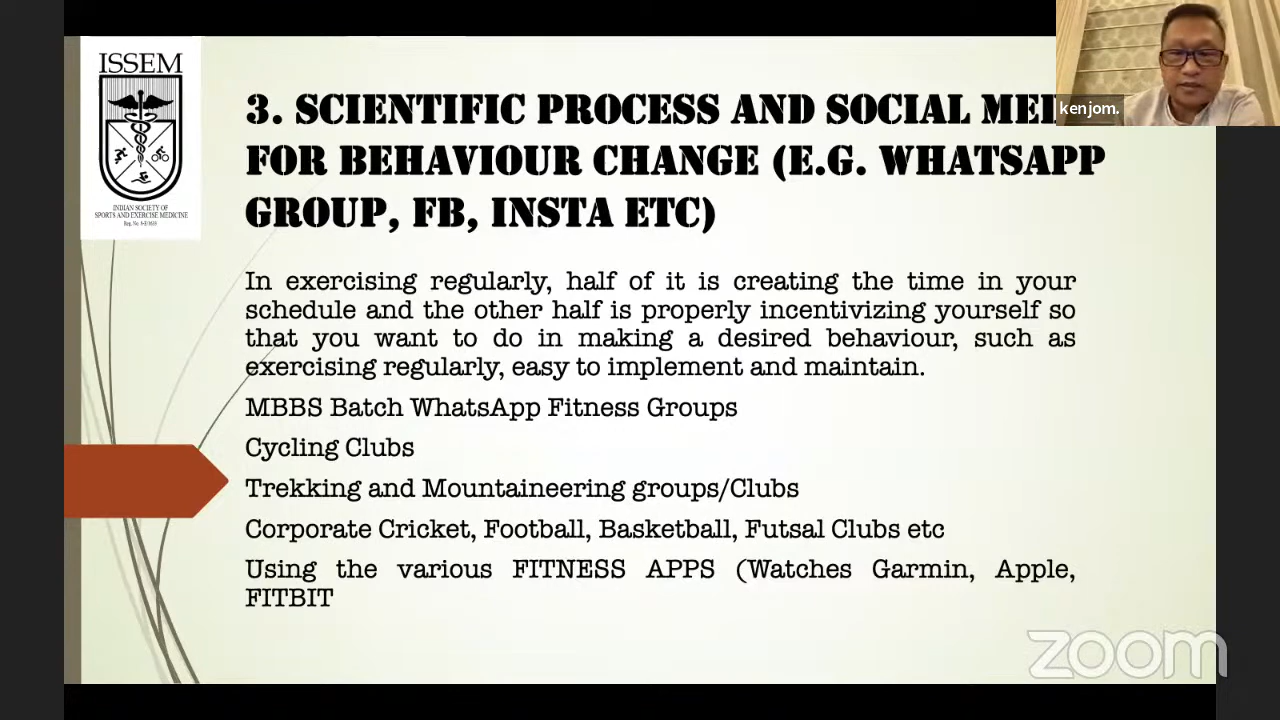 ISSEM
INDIAN SOCIETY OF
SPORTS AND EXERCISE MEDICINE
3. SCIENTIFIC PROCESS AND SOCIAL
FOR BEHAVIOUR CHANGE (E.G. WHATSAPP
GROUP, FB, INSTA ETC)
kenjom.
In exercising regularly, half of it is creating the time in your
schedule and the other half is properly incentivizing yourself so
that you want to do in making a desired behaviour, such as
exercising regularly, easy to implement and maintain.
MBBS Batch WhatsApp Fitness Groups
Cycling Clubs
Trekking and Mountaineering groups/Clubs
Corporate Cricket, Football, Basketball, Futsal Clubs etc
Using the various FITNESS APPS (Watches Garmin, Apple,
FITBIT
zoom